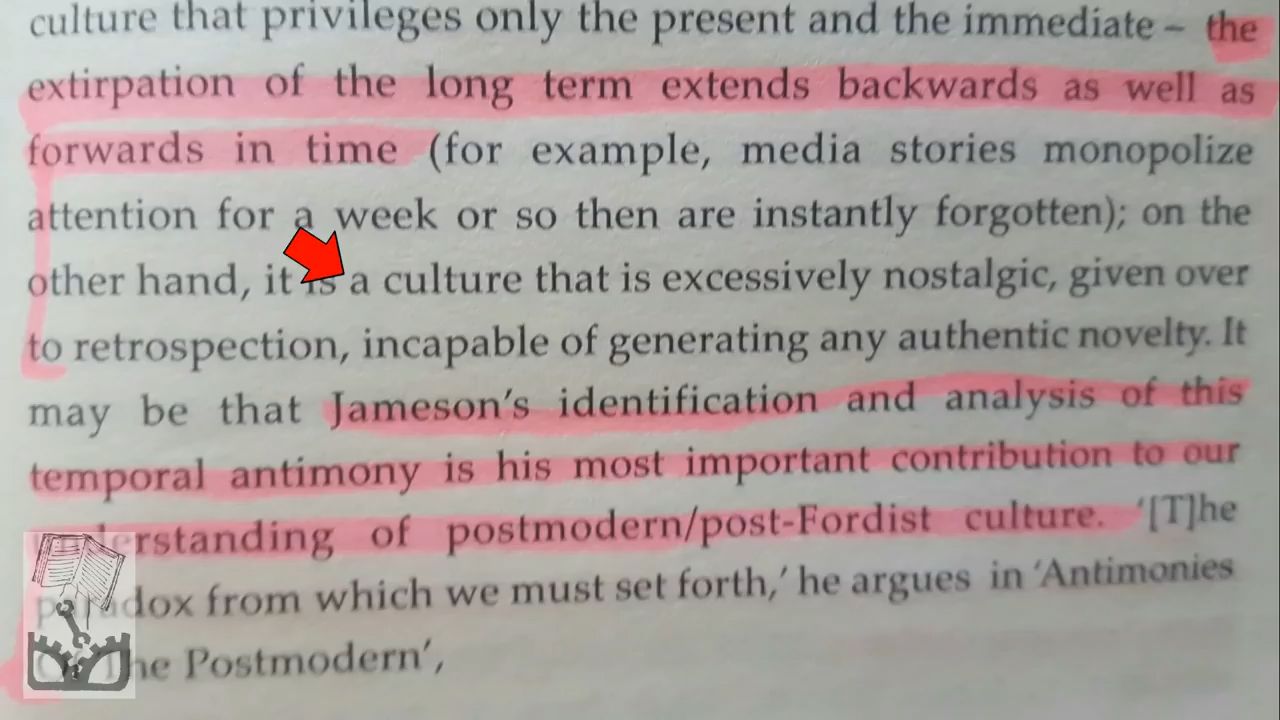 culture that privileges only the present and the immediate – the
extirpation of the long term extends backwards as well as
forwards in time (for example, media stories monopolize
attention for a week or so then are instantly forgotten); on the
other hand, it is a culture that is excessively nostalgic, given over
to retrospection, incapable of generating any authentic novelty. It
may be that Jameson’s identification and analysis of this
temporal antimony is his most important contribution to our
understanding of postmodern/post-Fordist culture. ‘[T]he
paradox from which we must set forth,’ he argues in ‘Antimonies
Of The Postmodern’,